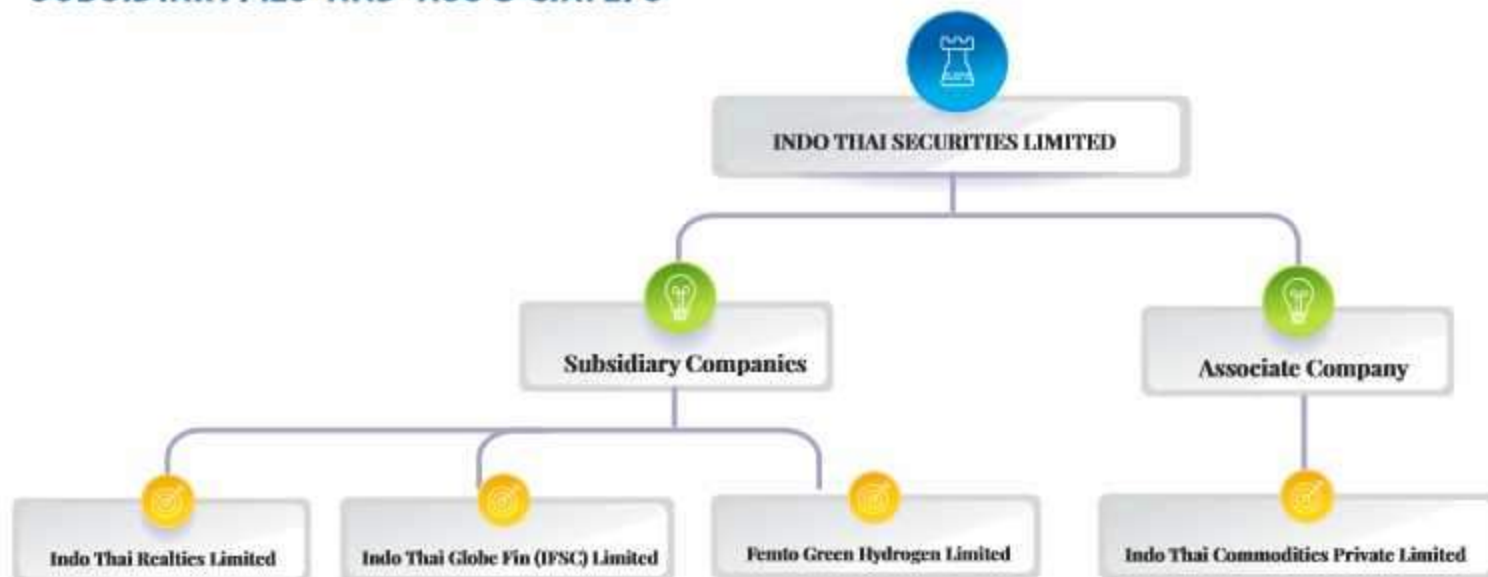 INDO THAI SECURITIES LIMITED
Subsidiary Companies
Associate Company
Indo Thai Realties Limited
Indo Thai Globe Fin (IFSC) Limited
Femto Green Hydrogen Limited
Indo Thai Commodities Private Limited